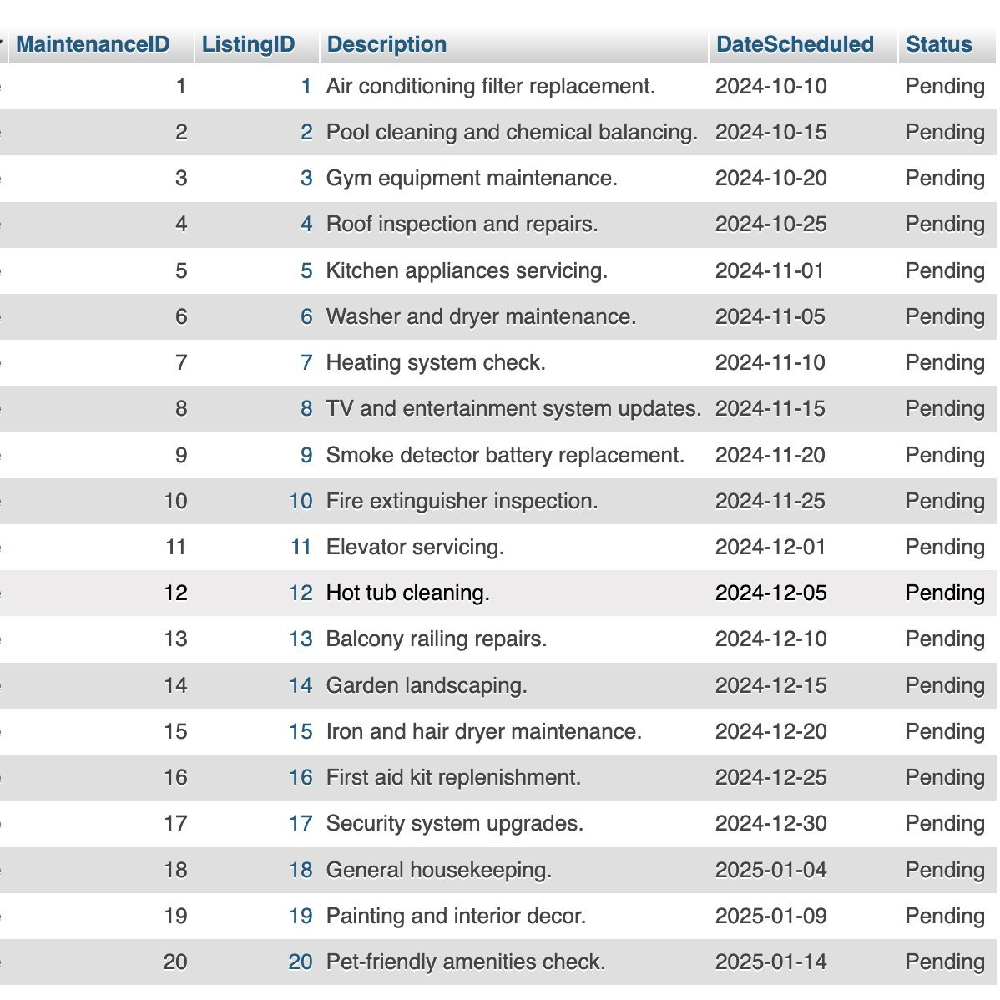 MaintenanceID ListingID Description DateScheduled Status
1 1 Air conditioning filter replacement. 2024-10-10 Pending
2 2 Pool cleaning and chemical balancing. 2024-10-15 Pending
3 3 Gym equipment maintenance. 2024-10-20 Pending
4 4 Roof inspection and repairs. 2024-10-25 Pending
5 5 Kitchen appliances servicing. 2024-11-01 Pending
6 6 Washer and dryer maintenance. 2024-11-05 Pending
7 7 Heating system check. 2024-11-10 Pending
8 8 TV and entertainment system updates. 2024-11-15 Pending
9 9 Smoke detector battery replacement. 2024-11-20 Pending
10 10 Fire extinguisher inspection. 2024-11-25 Pending
11 11 Elevator servicing. 2024-12-01 Pending
12 12 Hot tub cleaning. 2024-12-05 Pending
13 13 Balcony railing repairs. 2024-12-10 Pending
14 14 Garden landscaping. 2024-12-15 Pending
15 15 Iron and hair dryer maintenance. 2024-12-20 Pending
16 16 First aid kit replenishment. 2024-12-25 Pending
17 17 Security system upgrades. 2024-12-30 Pending
18 18 General housekeeping. 2025-01-04 Pending
19 19 Painting and interior decor. 2025-01-09 Pending
20 20 Pet-friendly amenities check. 2025-01-14 Pending